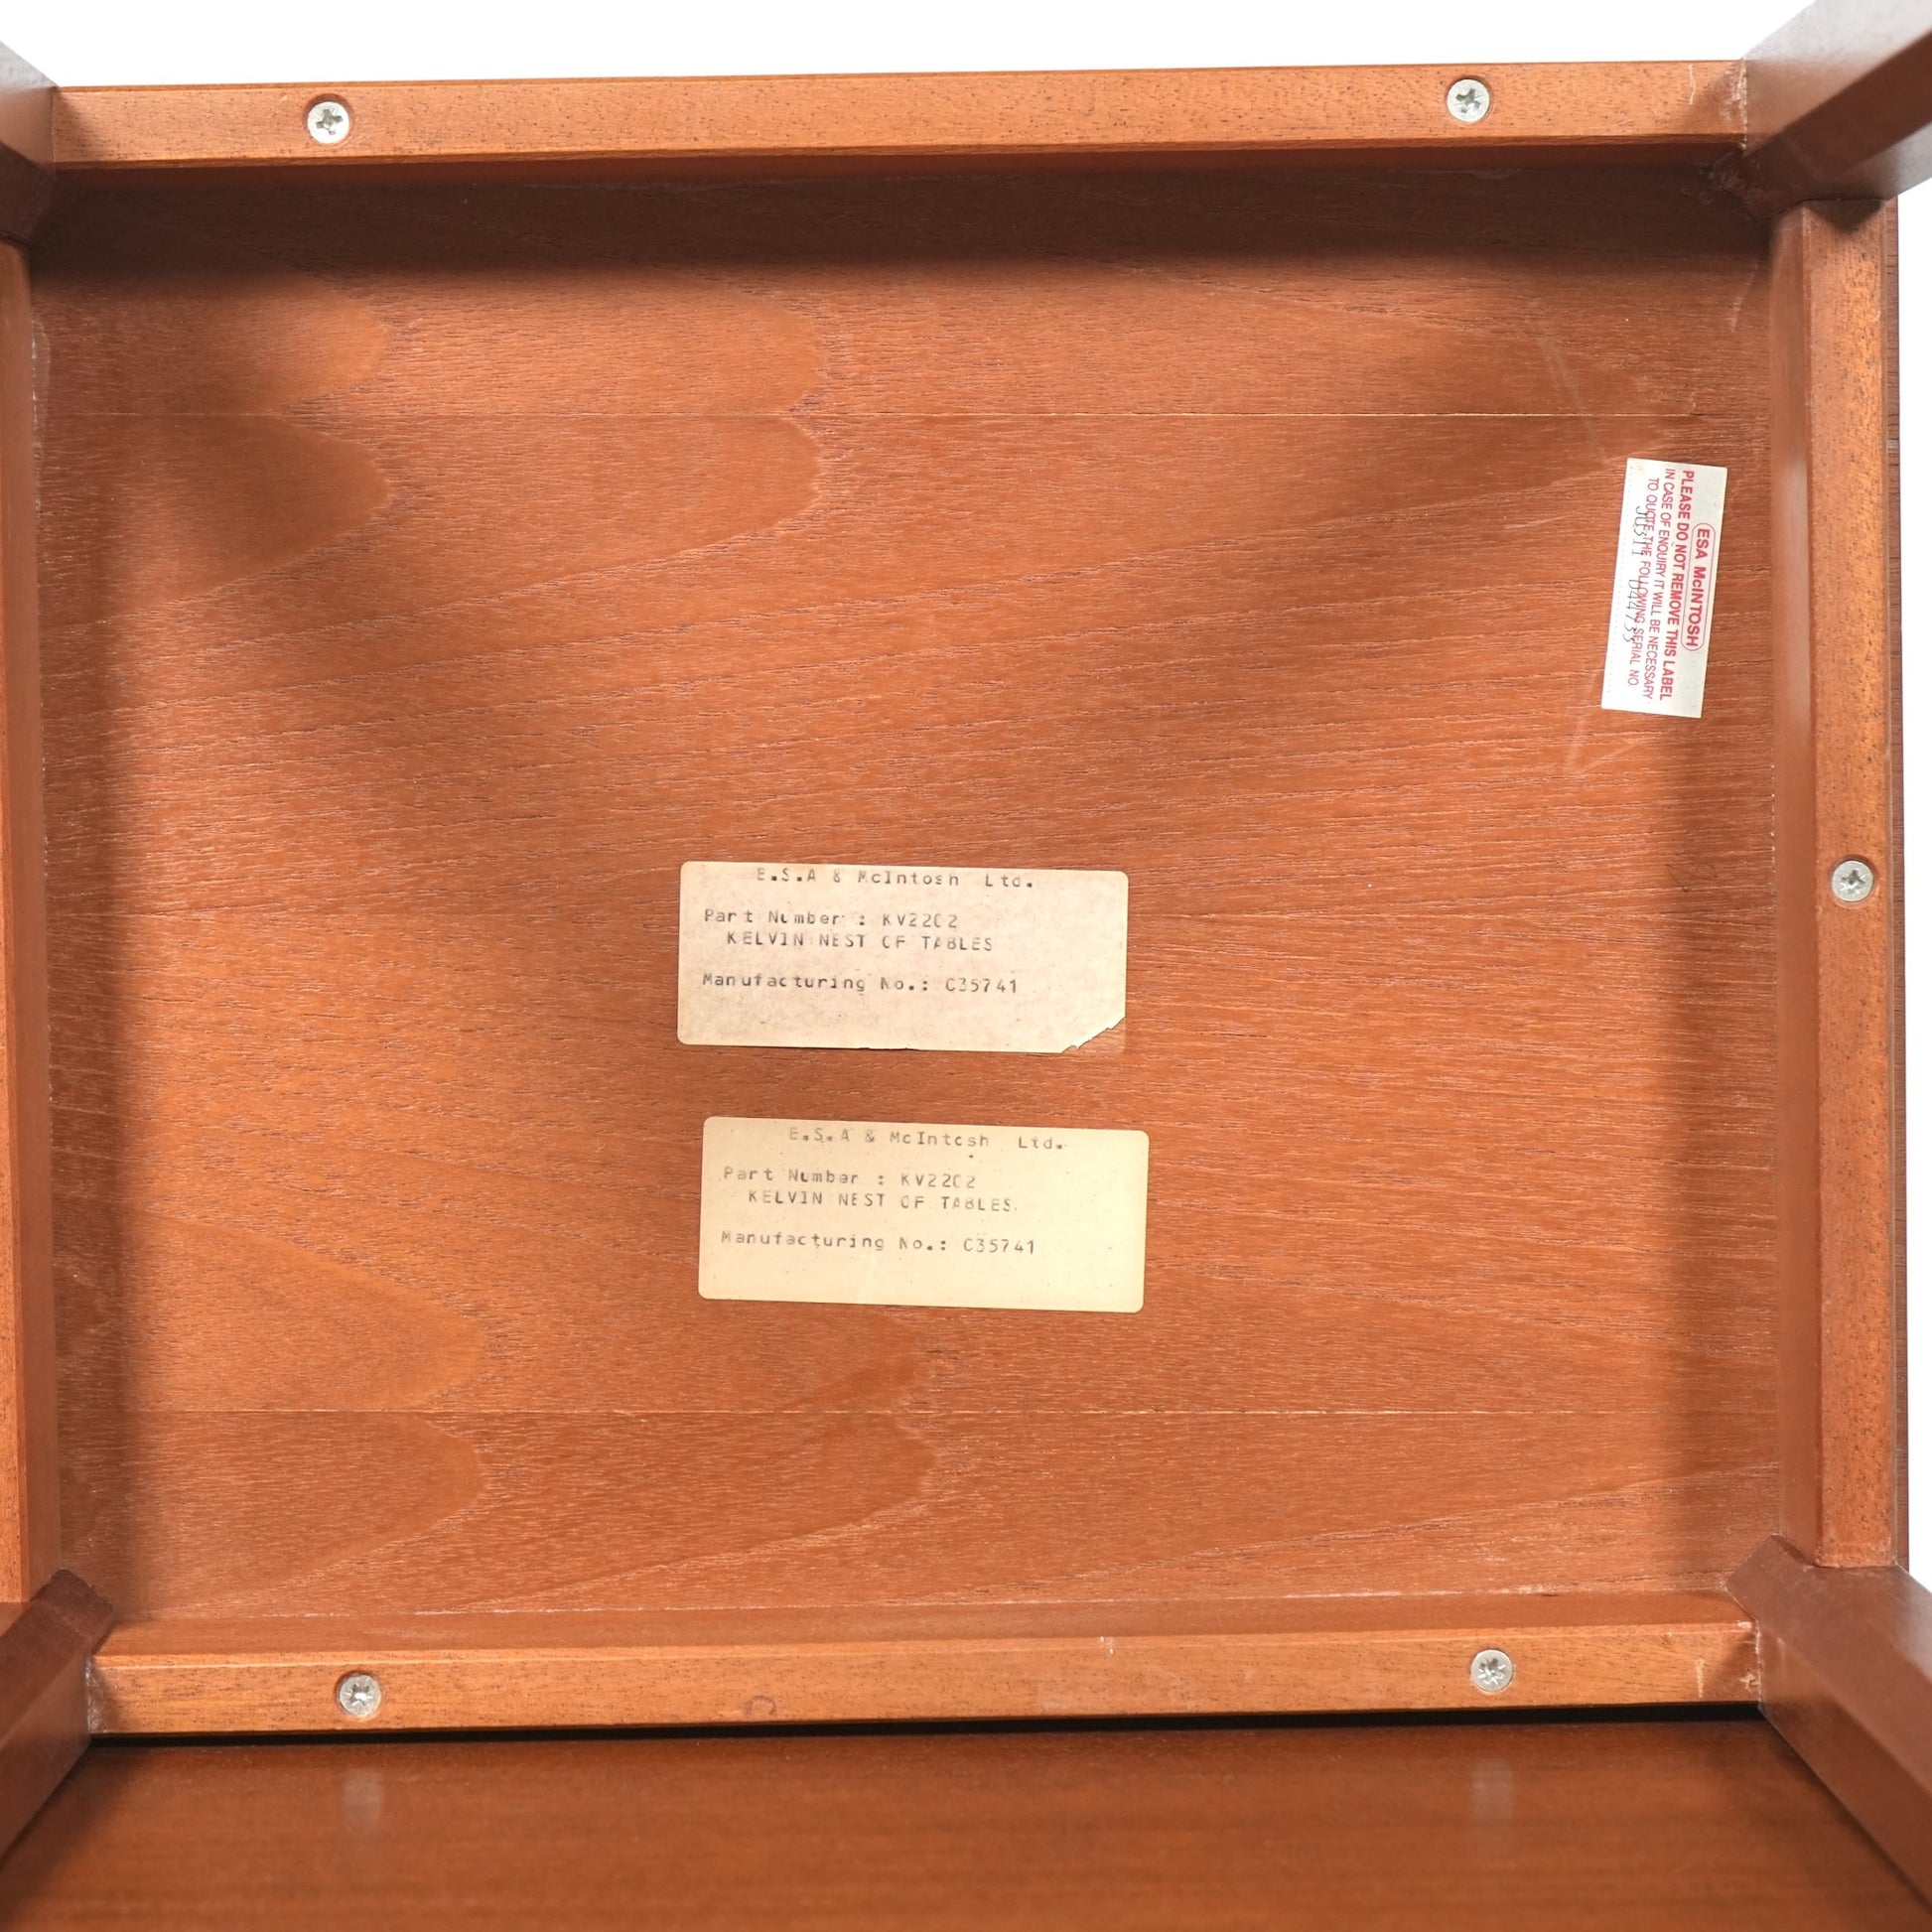 ESA McINTOSH
PLEASE DO NOT REMOVE THIS LABEL
IN CASE OF ENQUIRY IT WILL BE NECESSARY
TO QUOTE THE FOLLOWING SERIAL NO
E.S.A & McIntosh Ltd.
Part Number : KV2202
KELVIN NEST OF TABLES
Manufacturing No.: C35741
E.S.A & McIntosh Ltd.
Part Number : KV2202
KELVIN NEST OF TABLES.
Manufacturing No.: C35741